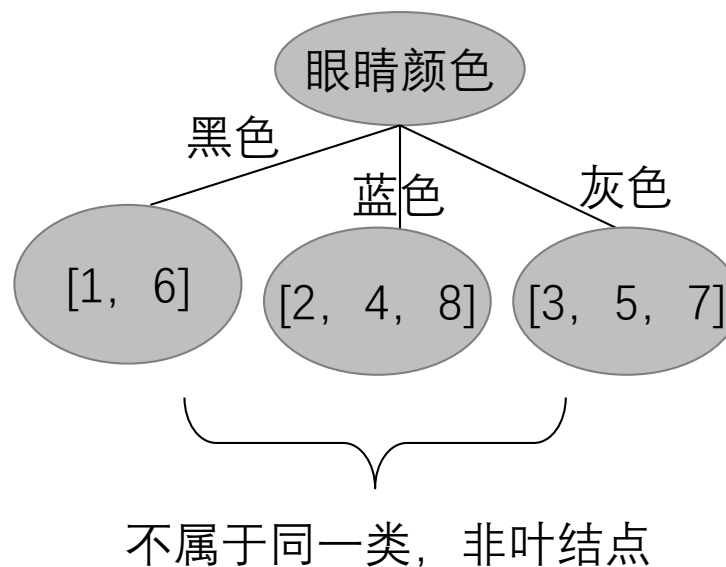 眼睛颜色
黑色
蓝色
灰色
[1, 6]
[2, 4, 8]
[3, 5, 7]
不属于同一类，非叶结点